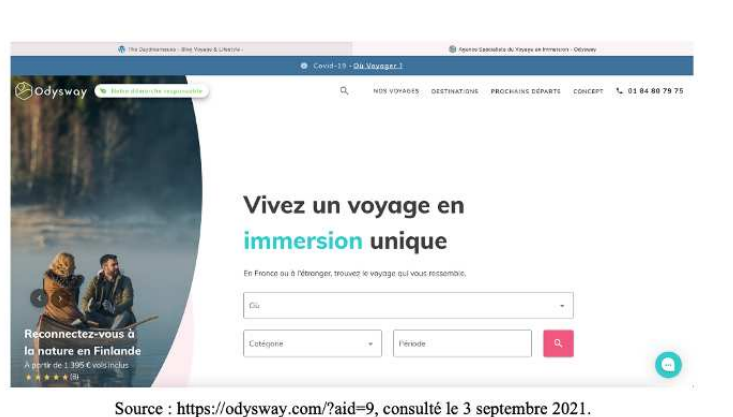 The Daydreameuse - Blog Voyage & Lifestyle -
Agence Spécialiste du Voyage en Immersion - Odysway
Covid-19 - Où Voyager ?
Odysway
Notre démarche responsable
NOS VOYAGES
DESTINATIONS
PROCHAINS DÉPARTS
CONCEPT
01 84 80 79 75
Vivez un voyage en
immersion unique
En France ou à l'étranger, trouvez le voyage qui vous ressemble.
Où
Catégorie
Période
Reconnectez-vous à
la nature en Finlande
À partir de 1 395 € vols inclus
(8)
Source : https://odysway.com/?aid=9, consulté le 3 septembre 2021.